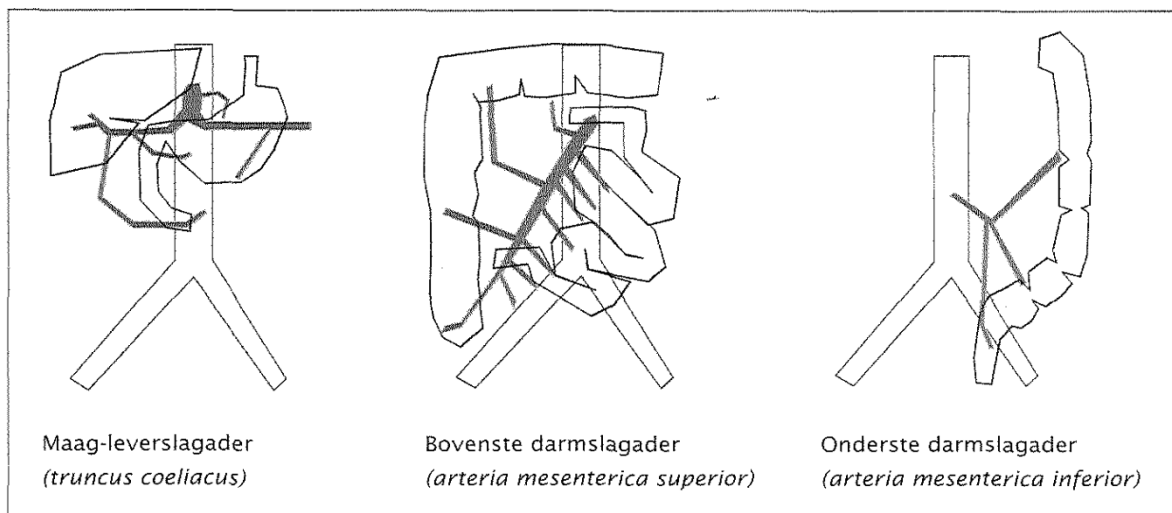 Maag-leverslagader
(truncus coeliacus)
Bovenste darmslagader
(arteria mesenterica superior)
Onderste darmslagader
(arteria mesenterica inferior)